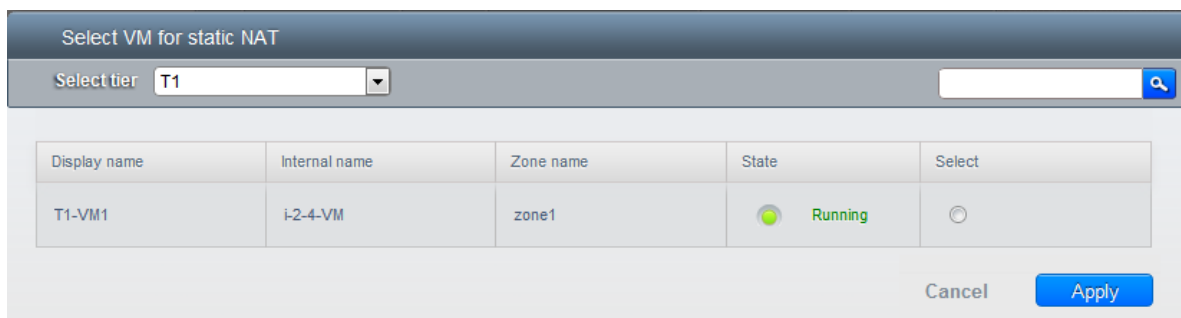 Select VM for static NAT
Select tier T1
Display name Internal name Zone name State Select
T1-VM1 i-2-4-VM zone1 Running
Cancel Apply